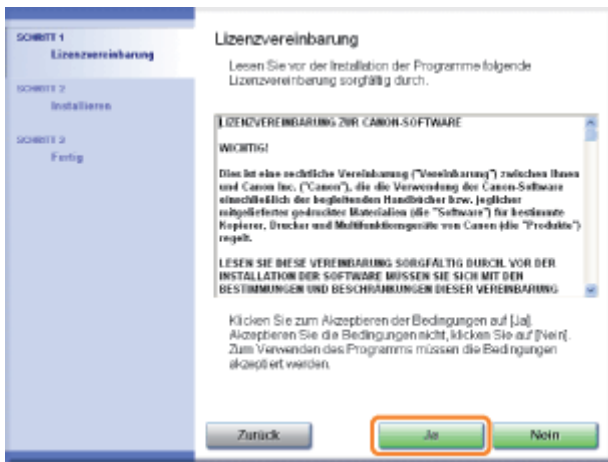 SCHRITT 1
Lizenzvereinbarung
SCHRITT 2
Installieren
SCHRITT 3
Fertig
Lizenzvereinbarung
Lesen Sie vor der Installation der Programme folgende
Lizenzvereinbarung sorgfältig durch.
LIZENZVEREINBARUNG ZUR CANON-SOFTWARE
WICHTIG!
Dies ist eine rechtliche Vereinbarung ("Vereinbarung") zwischen Ihnen
und Canon Inc. ("Canon"), die die Verwendung der Canon-Software
einschließlich der begleitenden Handbücher bzw. jeglicher
mitgelieferter gedruckter Materialien (die "Software") für bestimmte
Kopierer, Drucker und Multifunktionsgeräte von Canon (die "Produkte")
regelt.
LESEN SIE DIESE VEREINBARUNG SORGFÄLTIG DURCH. VOR DER
INSTALLATION DER SOFTWARE MÜSSEN SIE SICH MIT DEN
BESTIMMUNGEN UND BESCHRÄNKUNGEN DIESER VEREINBARUNG
Klicken Sie zum Akzeptieren der Bedingungen auf [Ja].
Akzeptieren Sie die Bedingungen nicht, klicken Sie auf [Nein].
Zum Verwenden des Programms müssen die Bedingungen
akzeptiert werden.
Zurück
Ja
Nein